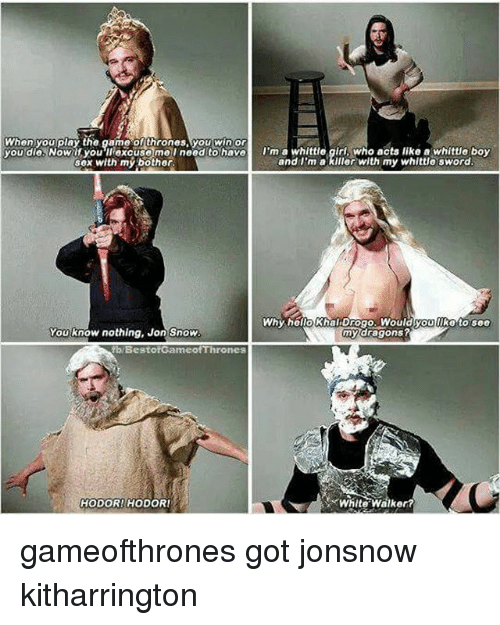 When you play the game of thrones, you win or
you die. Now if you'll excuse me I need to have
sex with my bother.
I'm a whittle girl, who acts like a whittle boy
and I'm a killer with my whittle sword.
You know nothing, Jon Snow.
Why hello Khal Drogo. Would you like to see
my dragons?
fb/BestofGameofThrones
HODOR! HODOR!
White Walker?
gameofthrones got jonsnow
kitharrington